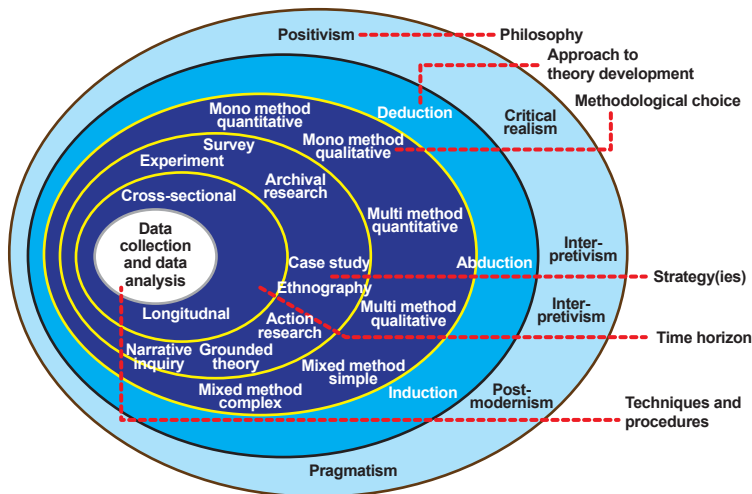 Positivism
Philosophy
Approach to
theory development
Methodological choice
Mono method
quantitative
Deduction
Critical
realism
Survey
Mono method
qualitative
Experiment
Archival
research
Cross-sectional
Multi method
quantitative
Data
collection
and data
analysis
Case study
Abduction
Inter-
pretivism
Strategy(ies)
Ethnography
Multi method
qualitative
Inter-
pretivism
Longitudnal
Action
research
Time horizon
Narrative
inquiry
Grounded
theory
Mixed method
simple
Mixed method
complex
Induction
Post-
modernism
Techniques and
procedures
Pragmatism